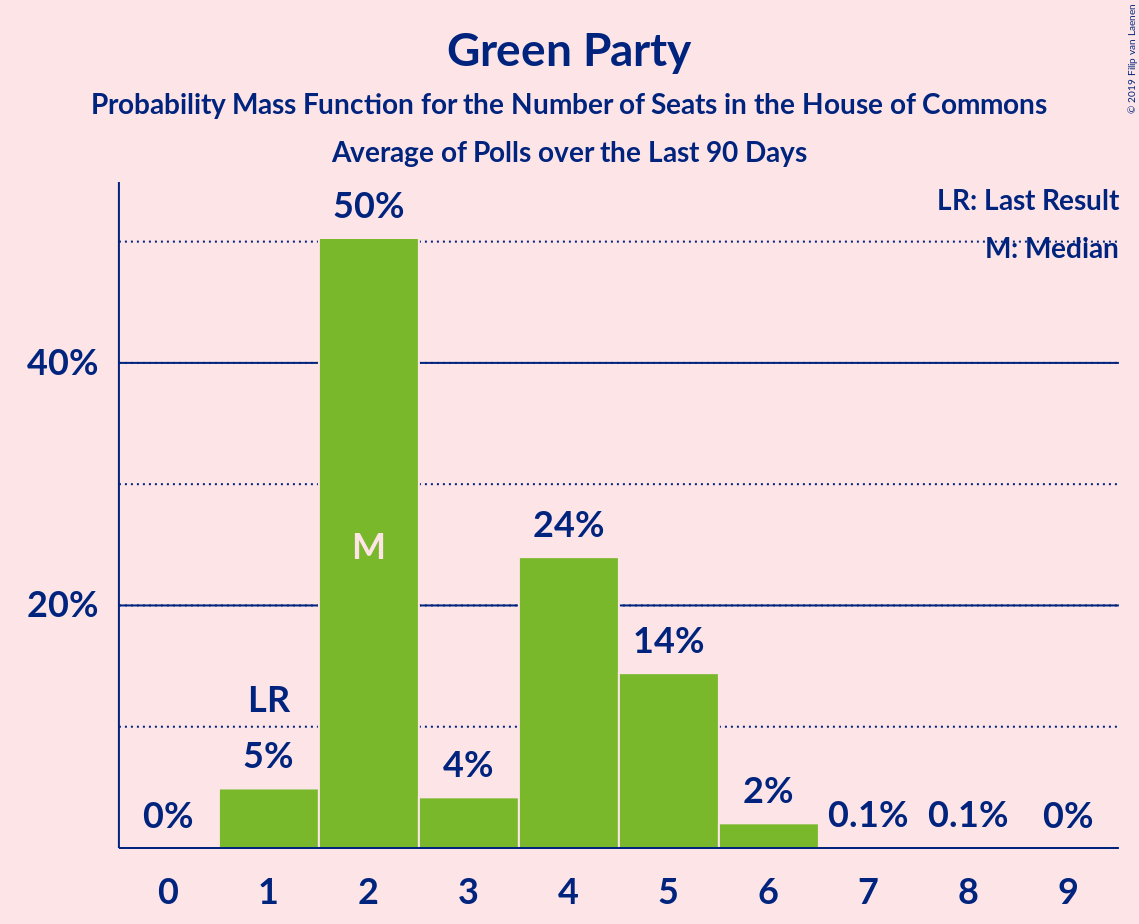 Green Party
Probability Mass Function for the Number of Seats in the House of Commons
Average of Polls over the Last 90 Days
© 2019 Filip van Laenen
LR: Last Result
M: Median
50%
40%
M
24%
20%
14%
LR
5%
4%
2%
0%
0.1%
0.1%
0%
0 1 2 3 4 5 6 7 8 9